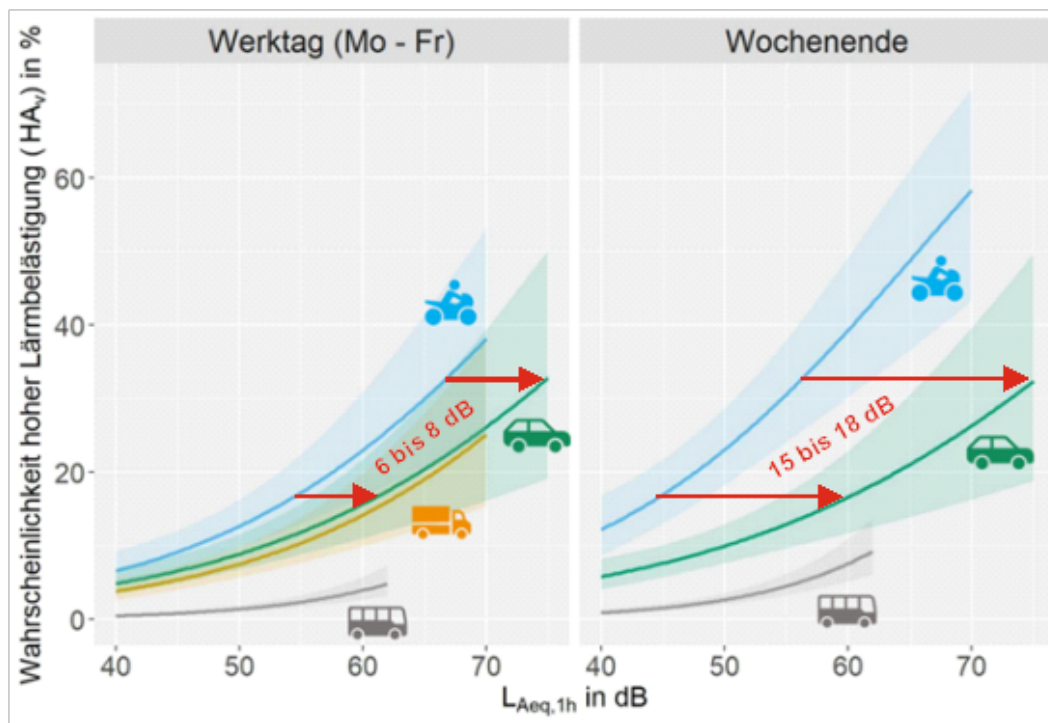 Werktag (Mo - Fr)
Wochenende
Wahrscheinlichkeit hoher Lärmbelästigung ( HAᵥ) in %
60
40
20
0
6 bis 8 dB
15 bis 18 dB
40 50 60 70
40 50 60 70
L_Aeq,1h in dB